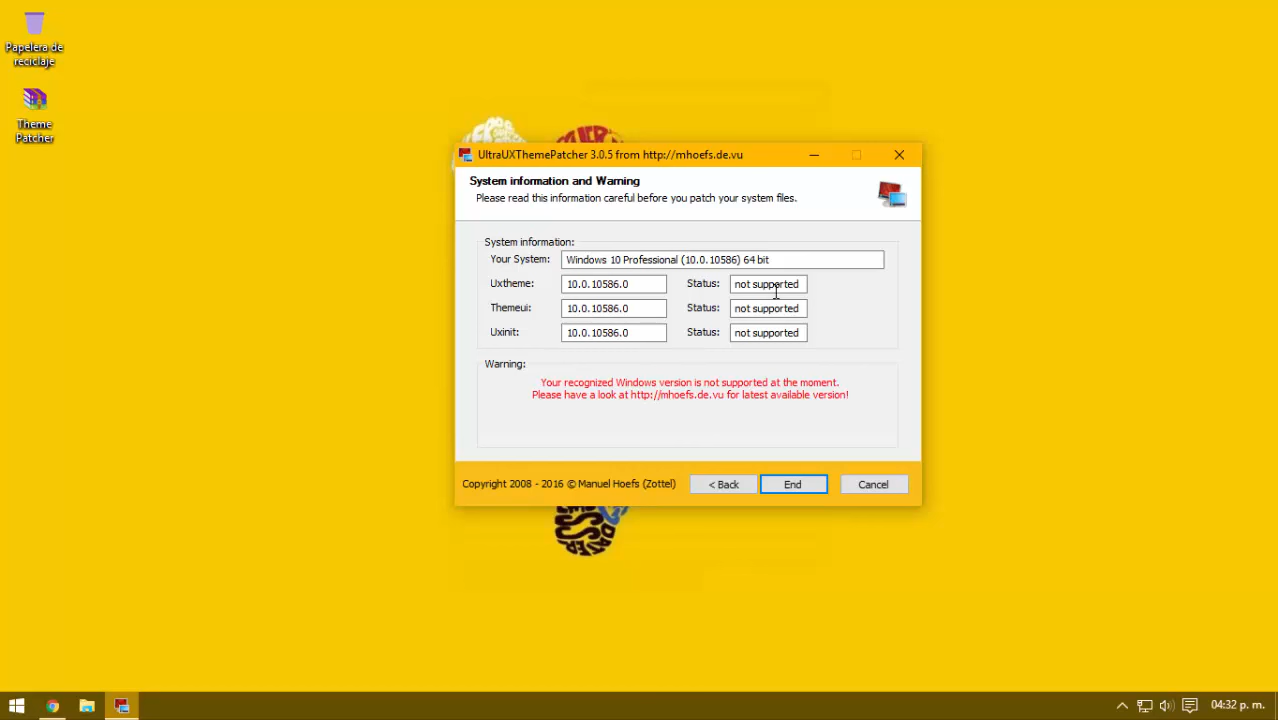 Papelera de
reciclaje
Theme
Patcher
UltraUXThemePatcher 3.0.5 from http://mhoefs.de.vu
System information and Warning
Please read this information careful before you patch your system files.
System information:
Your System: Windows 10 Professional (10.0.10586) 64 bit
Uxtheme: 10.0.10586.0 Status: not supported
Themeui: 10.0.10586.0 Status: not supported
Uxinit: 10.0.10586.0 Status: not supported
Warning:
Your recognized Windows version is not supported at the moment.
Please have a look at http://mhoefs.de.vu for latest available version!
Copyright 2008 - 2016 © Manuel Hoefs (Zottel) < Back End Cancel
04:32 p. m.